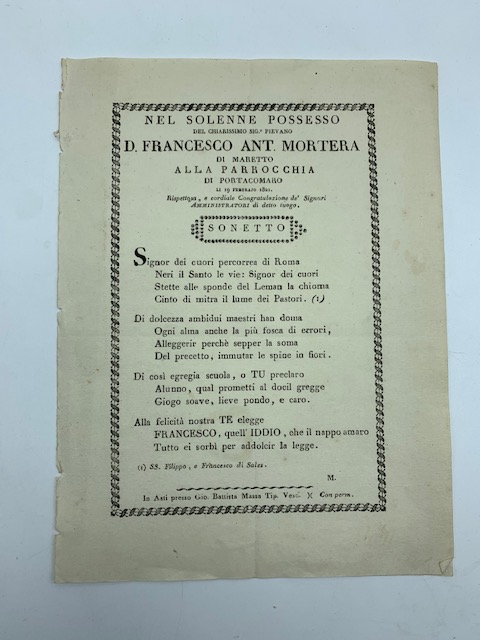 NEL SOLENNE POSSESSO
DEL CHIARISSIMO SIG.ʳ PIEVANO
D. FRANCESCO ANT. MORTERA
DI MARETTO
ALLA PARROCCHIA
DI PORTACOMARO
LI 19 FEBBRAJO 1821.
Rispettosa, e cordiale Congratulazione de' Signori
AMMINISTRATORI di detto luogo.
SONETTO
Signor dei cuori percorrea di Roma
Neri il Santo le vie: Signor dei cuori
Stette alle sponde del Leman la chioma
Cinto di mitra il lume dei Pastori. (1)
Di dolcezza ambidui maestri han doma
Ogni alma anche la più fosca di errori,
Alleggerir perchè sepper la soma
Del precetto, immutar le spine in fiori.
Di così egregia scuola, o TU preclaro
Alunno, qual prometti al docil gregge
Giogo soave, lieve pondo, e caro.
Alla felicità nostra TE elegge
FRANCESCO, quell' IDDIO, che il nappo amaro
Tutto ei sorbì per addolcir la legge.
(1) SS. Filippo, e Francesco di Sales.
M.
In Asti presso Gio. Battista Massa Tip. Vesc. )( Con perm.